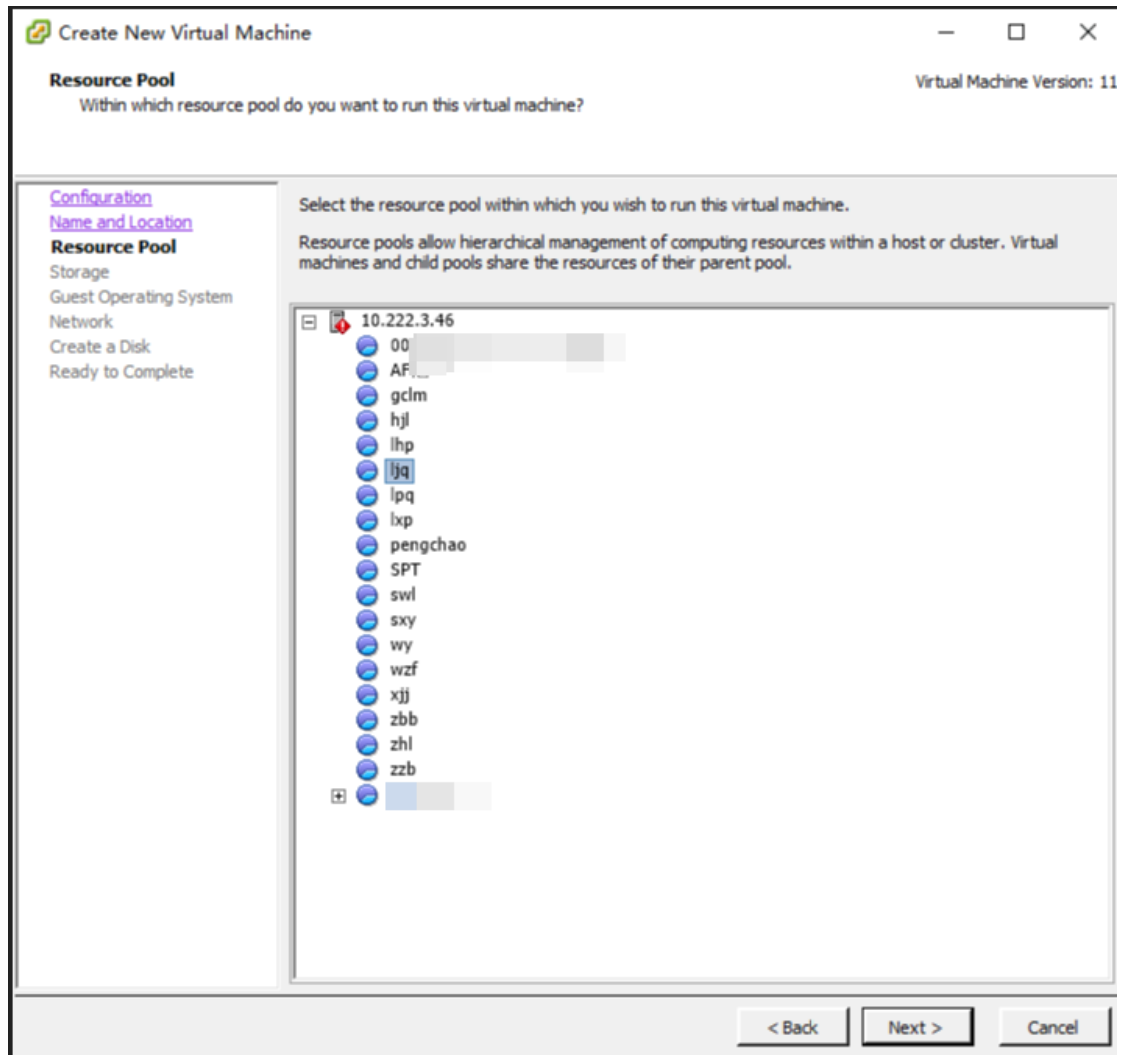 Create New Virtual Machine
Resource Pool
Within which resource pool do you want to run this virtual machine?
Virtual Machine Version: 11
Configuration
Name and Location
Resource Pool
Storage
Guest Operating System
Network
Create a Disk
Ready to Complete
Select the resource pool within which you wish to run this virtual machine.
Resource pools allow hierarchical management of computing resources within a host or cluster. Virtual
machines and child pools share the resources of their parent pool.
10.222.3.46
00
AF
gclm
hjl
lhp
ljq
lpq
lxp
pengchao
SPT
swl
sxy
wy
wzf
xjj
zbb
zhl
zzb
< Back
Next >
Cancel